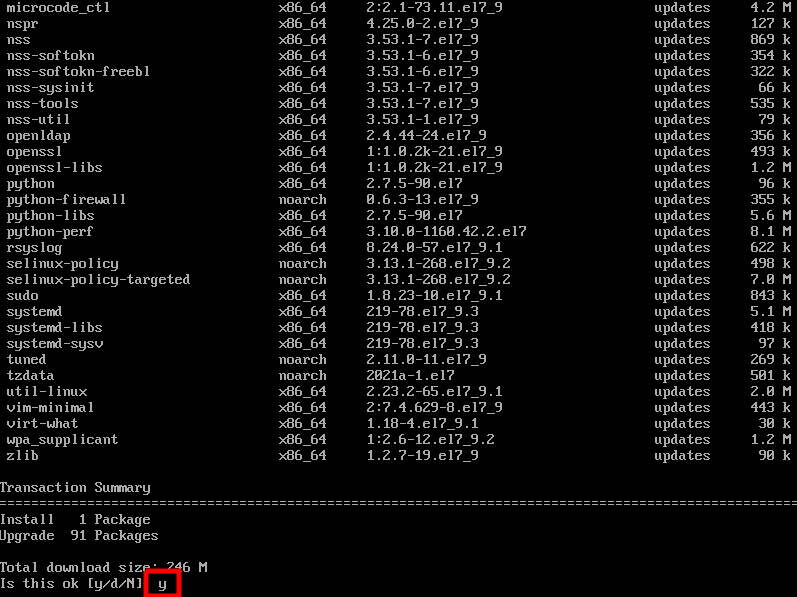 microcode_ctl x86_64 2:2.1-73.11.el7_9 updates 4.2 M
nspr x86_64 4.25.0-2.el7_9 updates 127 k
nss x86_64 3.53.1-7.el7_9 updates 869 k
nss-softokn x86_64 3.53.1-6.el7_9 updates 354 k
nss-softokn-freebl x86_64 3.53.1-6.el7_9 updates 322 k
nss-sysinit x86_64 3.53.1-7.el7_9 updates 66 k
nss-tools x86_64 3.53.1-7.el7_9 updates 535 k
nss-util x86_64 3.53.1-1.el7_9 updates 79 k
openldap x86_64 2.4.44-24.el7_9 updates 356 k
openssl x86_64 1:1.0.2k-21.el7_9 updates 493 k
openssl-libs x86_64 1:1.0.2k-21.el7_9 updates 1.2 M
python x86_64 2.7.5-90.el7 updates 96 k
python-firewall noarch 0.6.3-13.el7_9 updates 355 k
python-libs x86_64 2.7.5-90.el7 updates 5.6 M
python-perf x86_64 3.10.0-1160.42.2.el7 updates 8.1 M
rsyslog x86_64 8.24.0-57.el7_9.1 updates 622 k
selinux-policy noarch 3.13.1-268.el7_9.2 updates 498 k
selinux-policy-targeted noarch 3.13.1-268.el7_9.2 updates 7.0 M
sudo x86_64 1.8.23-10.el7_9.1 updates 843 k
systemd x86_64 219-78.el7_9.3 updates 5.1 M
systemd-libs x86_64 219-78.el7_9.3 updates 418 k
systemd-sysv x86_64 219-78.el7_9.3 updates 97 k
tuned noarch 2.11.0-11.el7_9 updates 269 k
tzdata noarch 2021a-1.el7 updates 501 k
util-linux x86_64 2.23.2-65.el7_9.1 updates 2.0 M
vim-minimal x86_64 2:7.4.629-8.el7_9 updates 443 k
virt-what x86_64 1.18-4.el7_9.1 updates 30 k
wpa_supplicant x86_64 1:2.6-12.el7_9.2 updates 1.2 M
zlib x86_64 1.2.7-19.el7_9 updates 90 k
Transaction Summary
====================================================================================================
Install 1 Package
Upgrade 91 Packages
Total download size: 246 M
Is this ok [y/d/N] y